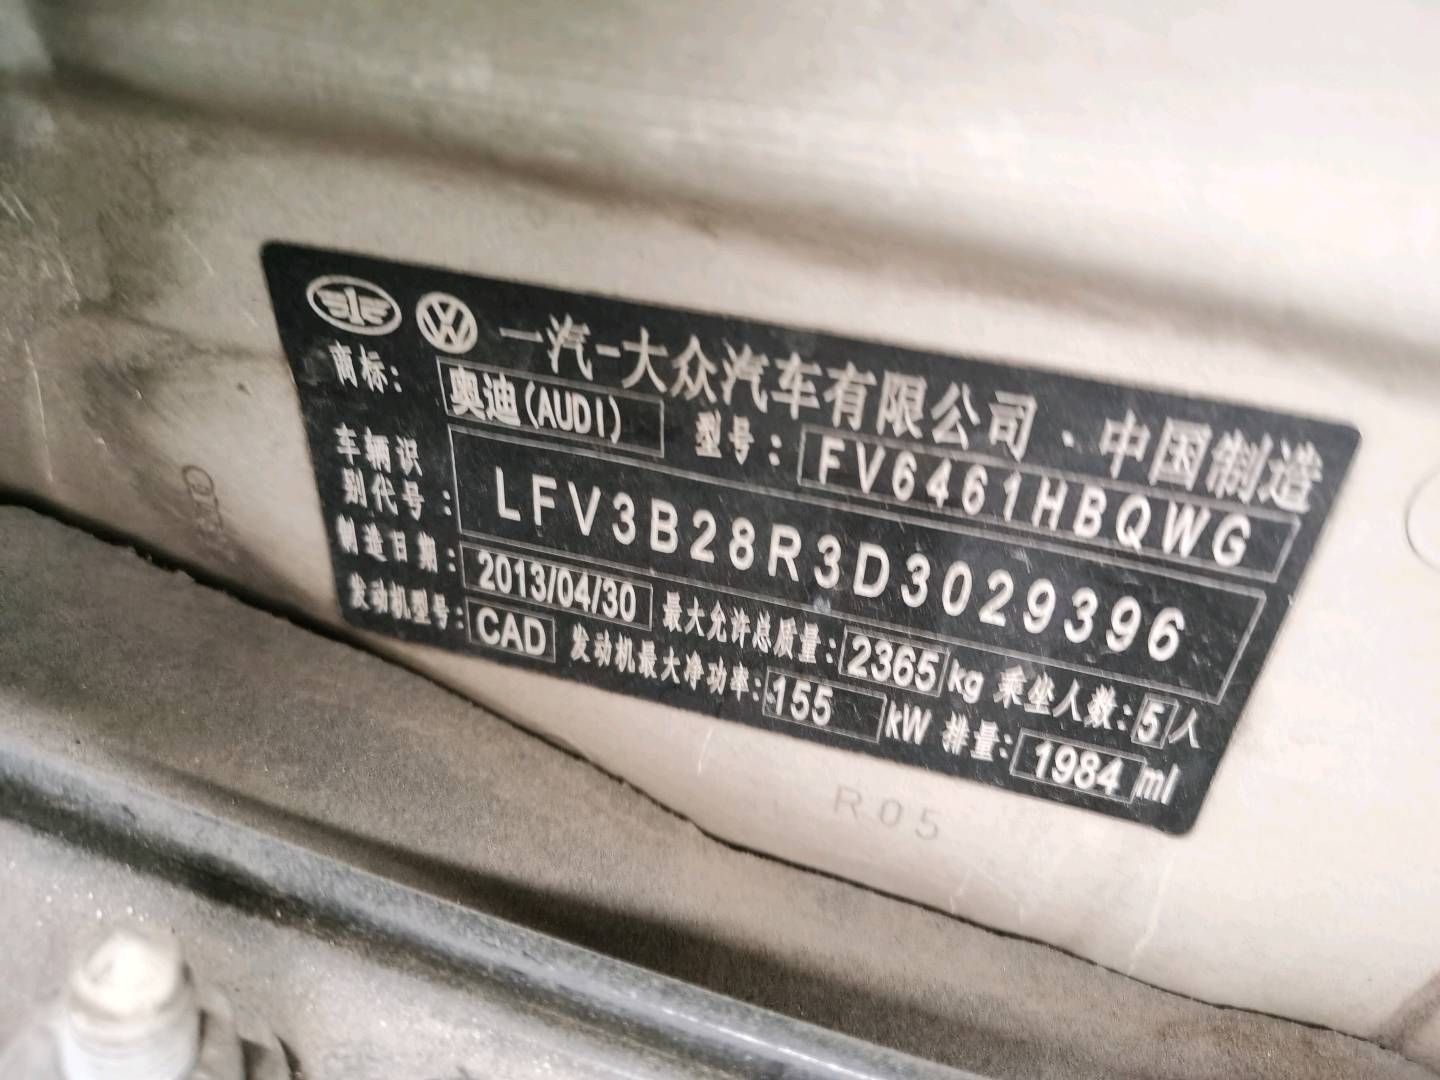 一汽-大众汽车有限公司·中国制造
商标: 奥迪(AUDI) 型号: FV6461HBQWG
车辆识别代号: LFV3B28R3D3029396
制造日期: 2013/04/30 最大允许总质量: 2365 kg 乘坐人数: 5 人
发动机型号: CAD 发动机最大净功率: 155 kW 排量: 1984 ml
R05